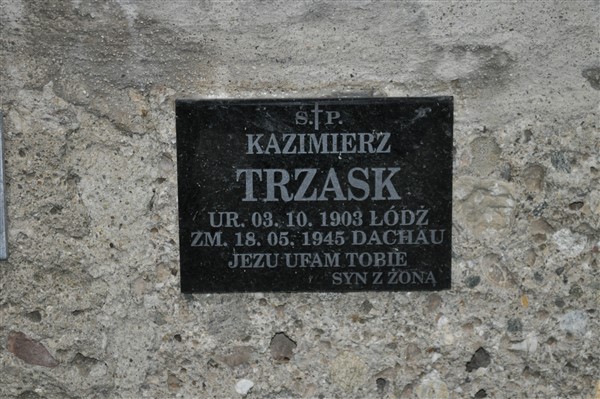 Ś.†P.
KAZIMIERZ
TRZASK
UR. 03. 10. 1903 ŁÓDŹ
ZM. 18. 05. 1945 DACHAU
JEZU UFAM TOBIE
SYN Z ŻONĄ